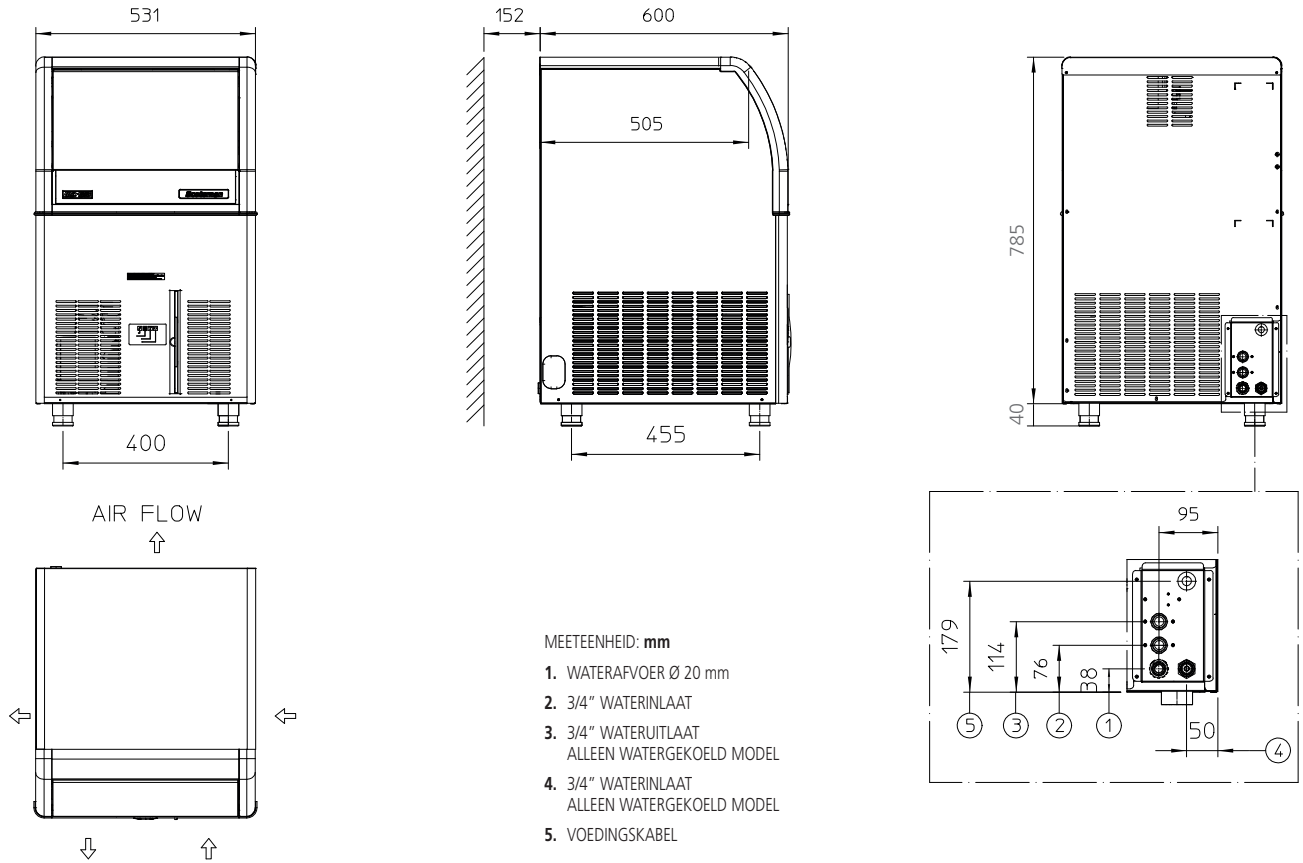 531
152
600
505
785
40
400
455
AIR FLOW
MEETEENHEID: mm
1. WATERAFVOER Ø 20 mm
2. 3/4” WATERINLAAT
3. 3/4” WATERUITLAAT
ALLEEN WATERGEKOELD MODEL
4. 3/4” WATERINLAAT
ALLEEN WATERGEKOELD MODEL
5. VOEDINGSKABEL
95
179
114
76
38
50
5
3
2
1
4